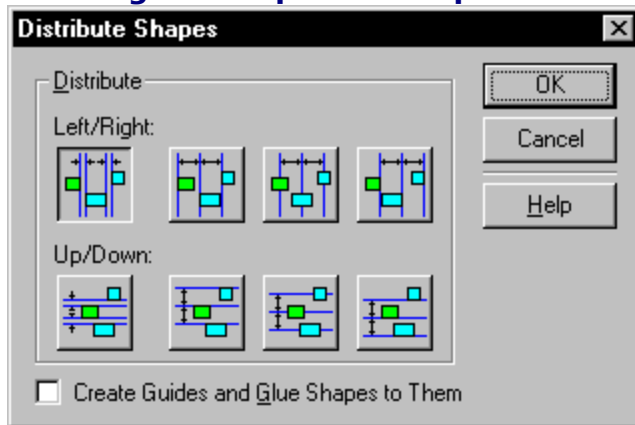 Distribute Shapes
Distribute
OK
Left/Right:
Cancel
Help
Up/Down:
Create Guides and Glue Shapes to Them